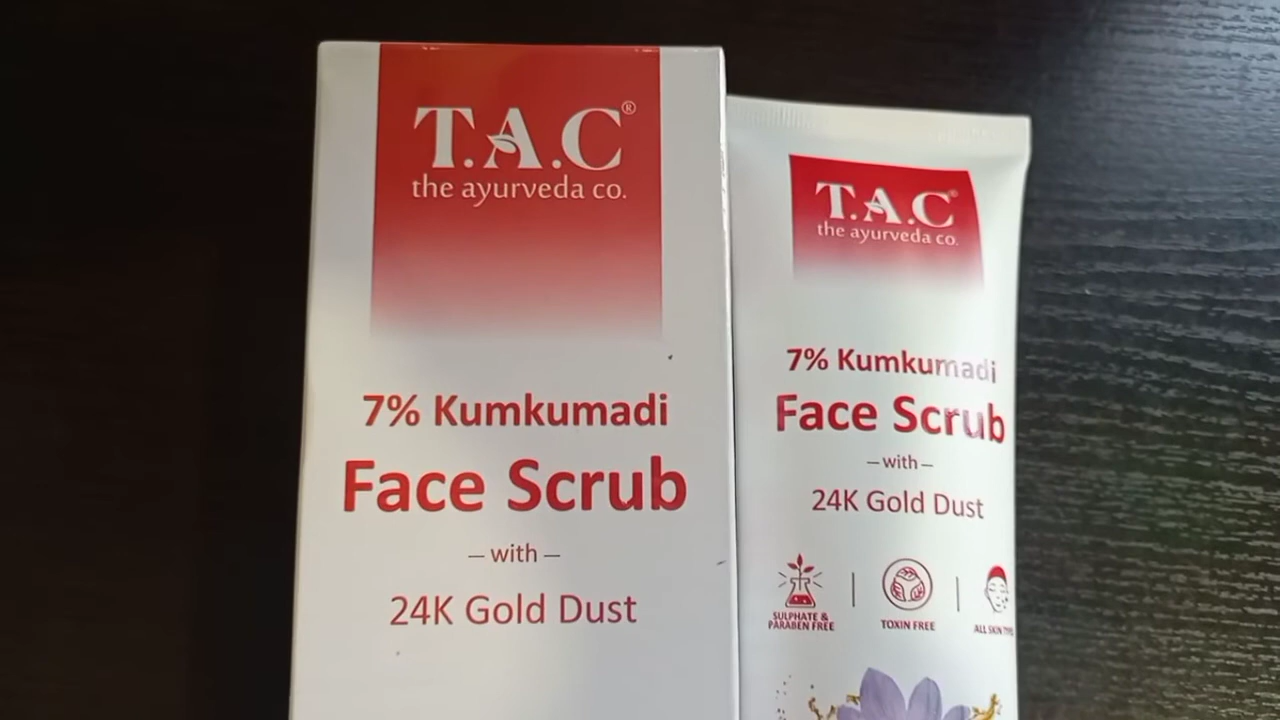 T.A.C®
the ayurveda co.
7% Kumkumadi
Face Scrub
– with –
24K Gold Dust
T.A.C®
the ayurveda co.
7% Kumkumadi
Face Scrub
– with –
24K Gold Dust
SULPHATE &
PARABEN FREE
TOXIN FREE
ALL SKIN